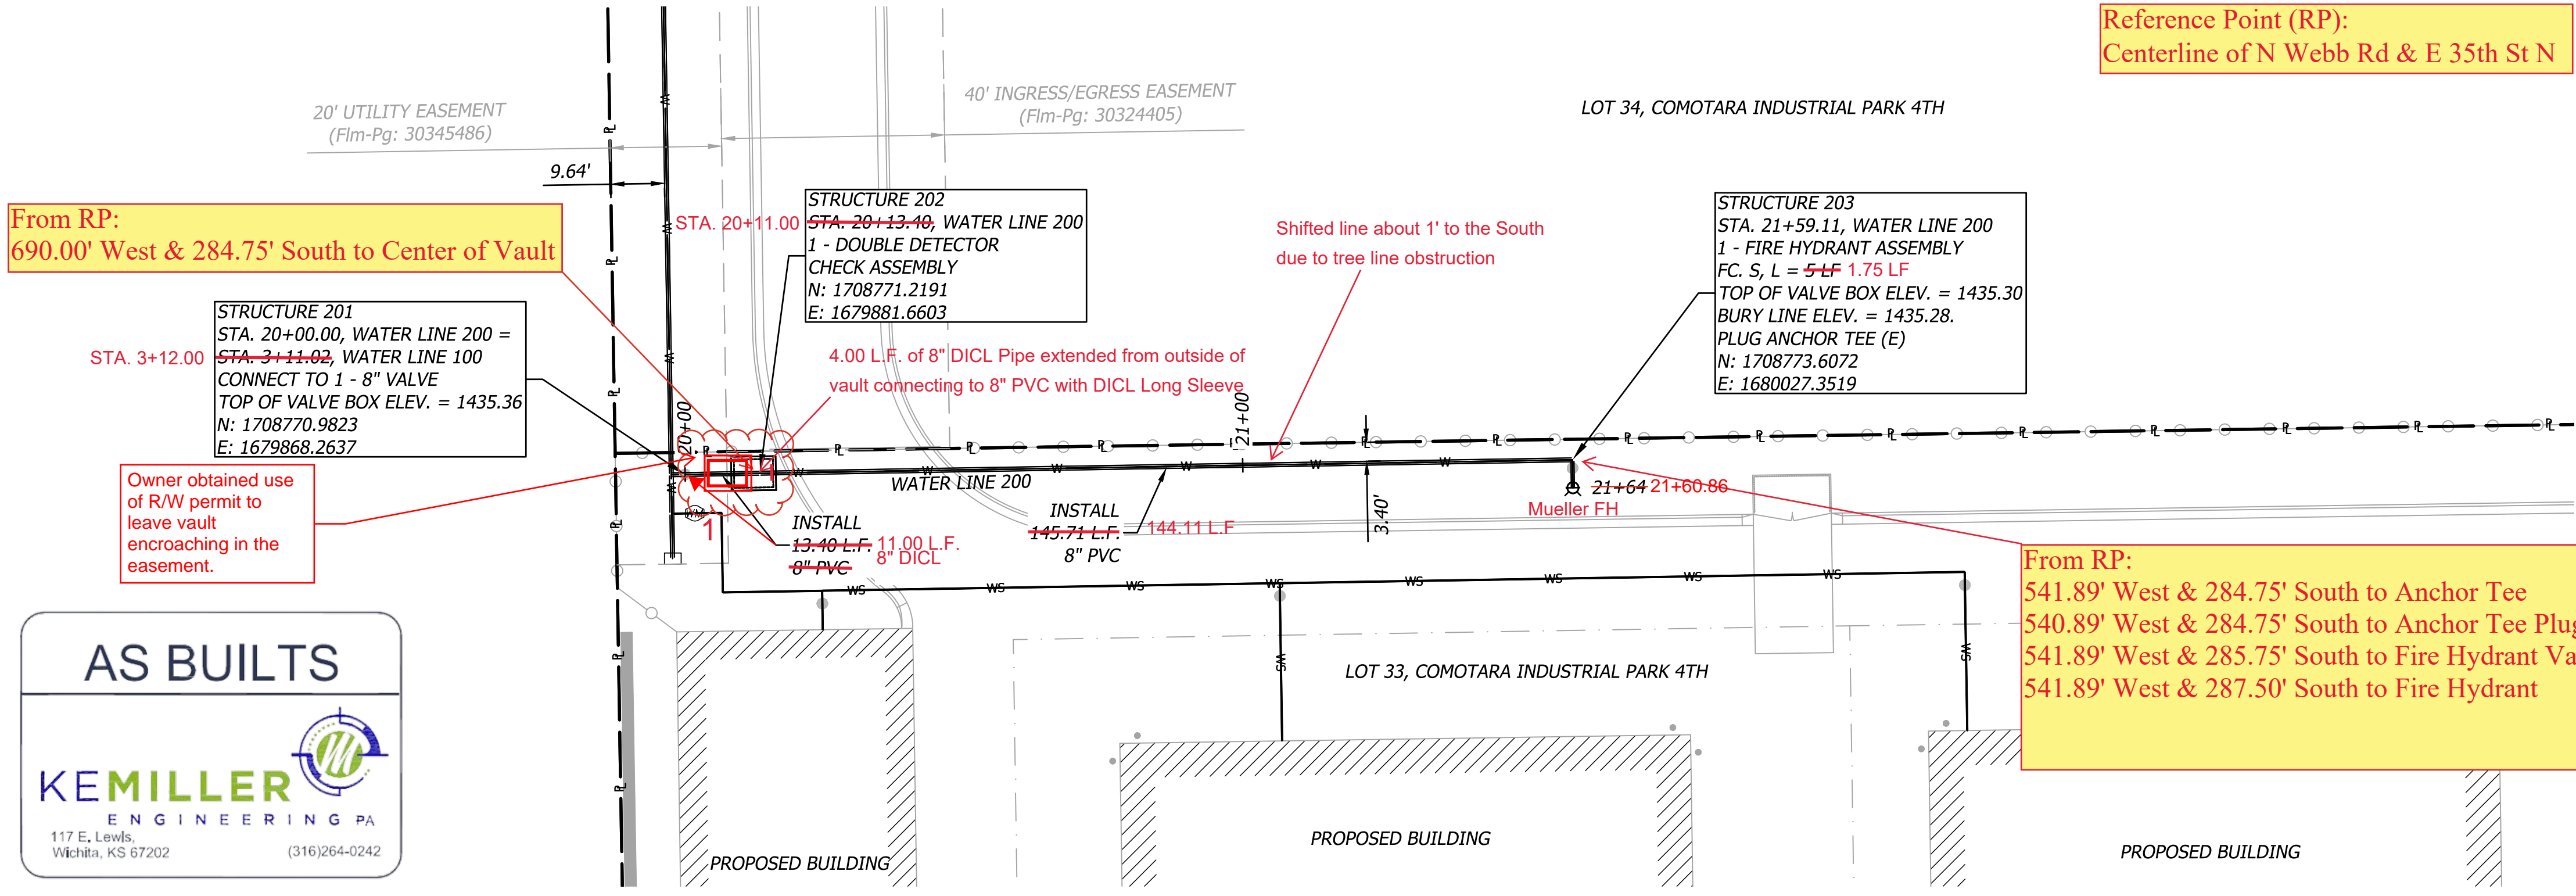 Reference Point (RP):
Centerline of N Webb Rd & E 35th St N
20' UTILITY EASEMENT
(Flm-Pg: 30345486)
40' INGRESS/EGRESS EASEMENT
(Flm-Pg: 30324405)
LOT 34, COMOTARA INDUSTRIAL PARK 4TH
9.64'
From RP:
690.00' West & 284.75' South to Center of Vault
STA. 20+11.00
STRUCTURE 202
STA. 20+13.40, WATER LINE 200
1 - DOUBLE DETECTOR
CHECK ASSEMBLY
N: 1708771.2191
E: 1679881.6603
Shifted line about 1' to the South
due to tree line obstruction
STRUCTURE 203
STA. 21+59.11, WATER LINE 200
1 - FIRE HYDRANT ASSEMBLY
FC. S, L = 5 LF 1.75 LF
TOP OF VALVE BOX ELEV. = 1435.30
BURY LINE ELEV. = 1435.28.
PLUG ANCHOR TEE (E)
N: 1708773.6072
E: 1680027.3519
STA. 3+12.00
STRUCTURE 201
STA. 20+00.00, WATER LINE 200 =
STA. 3+11.02, WATER LINE 100
CONNECT TO 1 - 8" VALVE
TOP OF VALVE BOX ELEV. = 1435.36
N: 1708770.9823
E: 1679868.2637
4.00 L.F. of 8" DICL Pipe extended from outside of
vault connecting to 8" PVC with DICL Long Sleeve
20+00
21+00
Owner obtained use
of R/W permit to
leave vault
encroaching in the
easement.
WATER LINE 200
1
INSTALL
13.40 L.F. 11.00 L.F.
8" PVC 8" DICL
INSTALL
145.71 L.F. 144.11 L.F
8" PVC
3.40'
21+64 21+60.86
Mueller FH
From RP:
541.89' West & 284.75' South to Anchor Tee
540.89' West & 284.75' South to Anchor Tee Plug
541.89' West & 285.75' South to Fire Hydrant Va
541.89' West & 287.50' South to Fire Hydrant
W W W W W W
WS WS WS WS WS WS WS WS
WS WS
LOT 33, COMOTARA INDUSTRIAL PARK 4TH
PROPOSED BUILDING
PROPOSED BUILDING
PROPOSED BUILDING
AS BUILTS
KEMILLER
ENGINEERING PA
117 E. Lewis,
Wichita, KS 67202
(316)264-0242